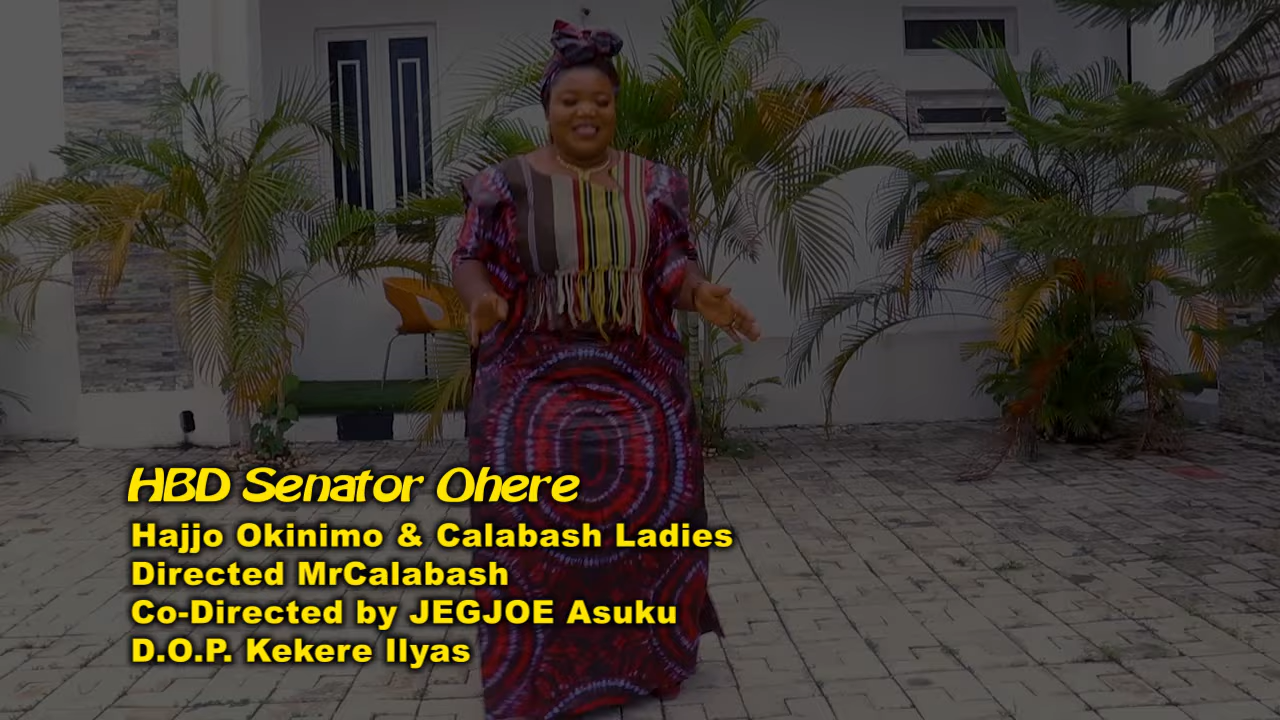 HBD Senator Ohere
Hajjo Okinimo & Calabash Ladies
Directed MrCalabash
Co-Directed by JEGJOE Asuku
D.O.P. Kekere Ilyas